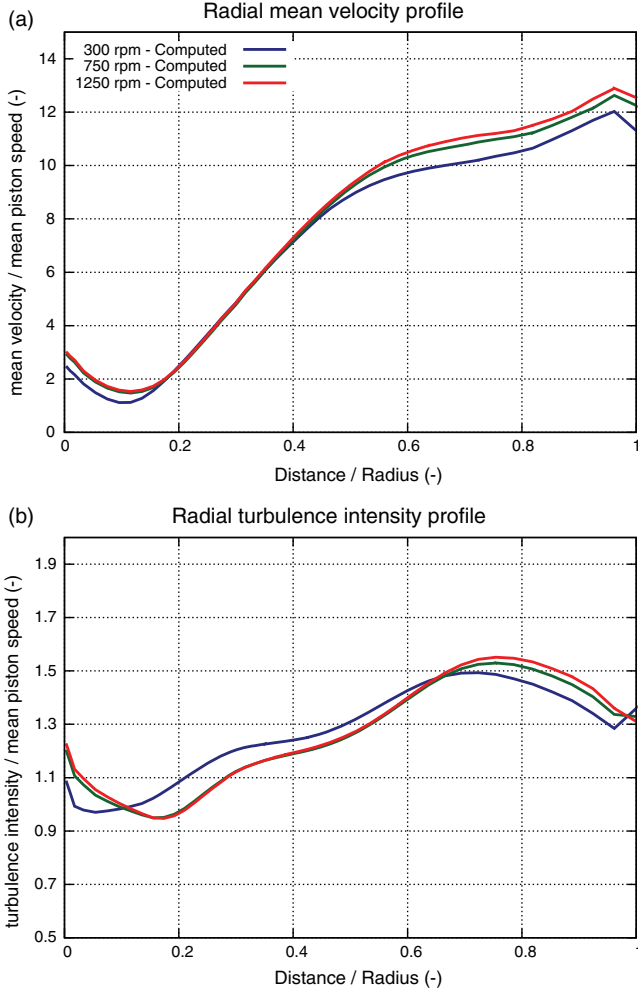 (a)
Radial mean velocity profile
300 rpm - Computed
750 rpm - Computed
1250 rpm - Computed
mean velocity / mean piston speed (-)
14
12
10
8
6
4
2
0
0 0.2 0.4 0.6 0.8 1
Distance / Radius (-)
(b)
Radial turbulence intensity profile
turbulence intensity / mean piston speed (-)
1.9
1.7
1.5
1.3
1.1
0.9
0.7
0.5
0 0.2 0.4 0.6 0.8 1
Distance / Radius (-)